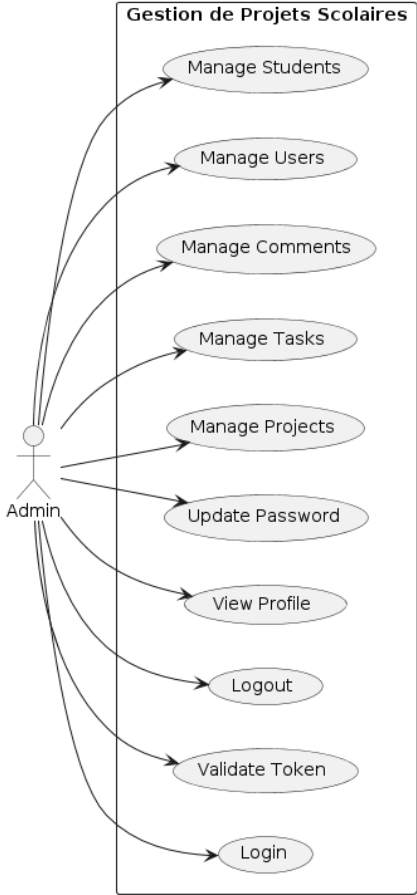 Gestion de Projets Scolaires
Manage Students
Manage Users
Manage Comments
Manage Tasks
Manage Projects
Admin
Update Password
View Profile
Logout
Validate Token
Login